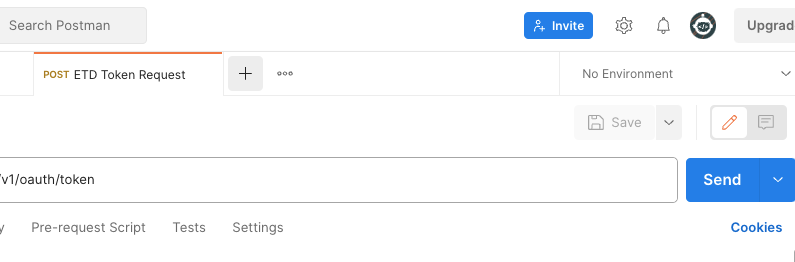 Search Postman
Invite
Upgrad
POST ETD Token Request
No Environment
Save
/v1/oauth/token
Send
y Pre-request Script Tests Settings
Cookies